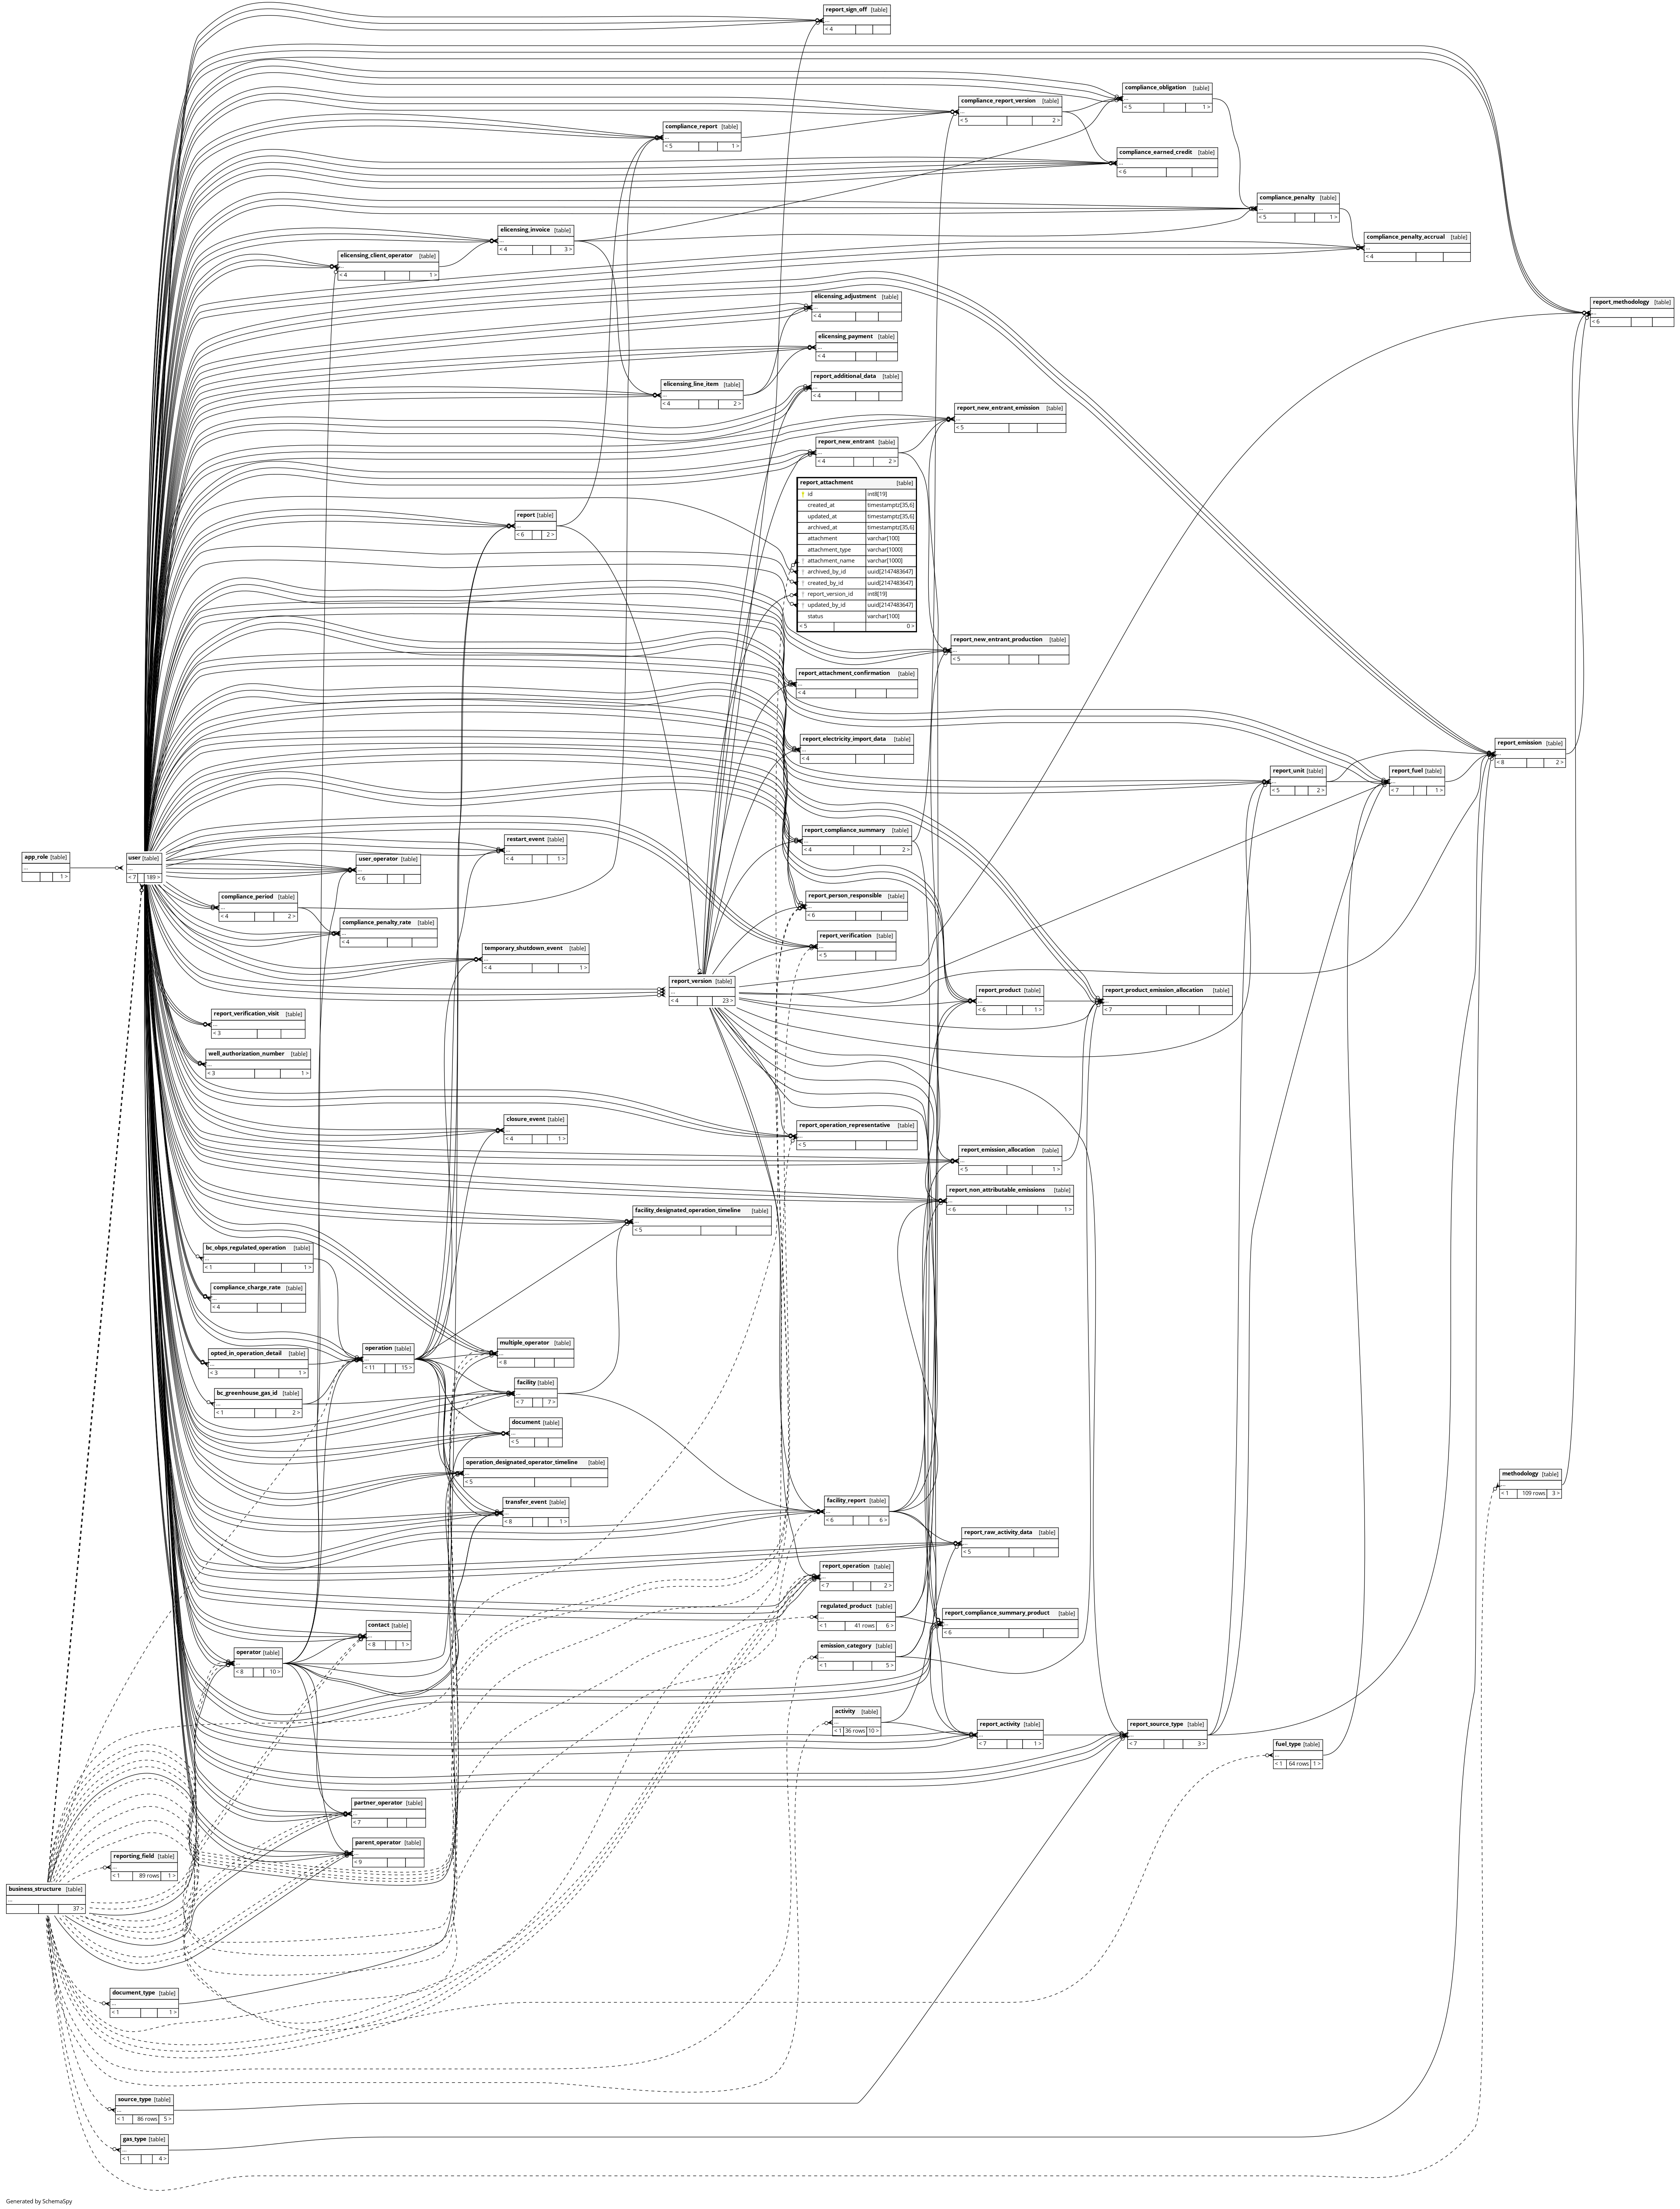 report_sign_off [table]
...
< 4
compliance_obligation [table]
...
< 5 1 >
compliance_report_version [table]
...
< 5 2 >
compliance_report [table]
...
< 5 1 >
compliance_earned_credit [table]
...
< 6
compliance_penalty [table]
...
< 5 1 >
elicensing_invoice [table]
...
< 4 3 >
compliance_penalty_accrual [table]
...
< 4
elicensing_client_operator [table]
...
< 4 1 >
elicensing_adjustment [table]
...
< 4
report_methodology [table]
...
< 6
elicensing_payment [table]
...
< 4
report_additional_data [table]
...
< 4
elicensing_line_item [table]
...
< 4 2 >
report_new_entrant_emission [table]
...
< 5
report_new_entrant [table]
...
< 4 2 >
report_attachment [table]
id int8[19]
created_at timestamptz[35,6]
updated_at timestamptz[35,6]
archived_at timestamptz[35,6]
attachment varchar[100]
attachment_type varchar[1000]
attachment_name varchar[1000]
archived_by_id uuid[2147483647]
created_by_id uuid[2147483647]
report_version_id int8[19]
updated_by_id uuid[2147483647]
status varchar[100]
< 5 0 >
report [table]
...
< 6 2 >
report_new_entrant_production [table]
...
< 5
report_attachment_confirmation [table]
...
< 4
report_electricity_import_data [table]
...
< 4
report_emission [table]
...
< 8 2 >
report_unit [table]
...
< 5 2 >
report_fuel [table]
...
< 7 1 >
report_compliance_summary [table]
...
< 4 2 >
restart_event [table]
...
< 4 1 >
app_role [table]
...
1 >
user [table]
...
< 7 189 >
user_operator [table]
...
< 6
compliance_period [table]
...
< 4 2 >
report_person_responsible [table]
...
< 6
compliance_penalty_rate [table]
...
< 4
report_verification [table]
...
< 5
temporary_shutdown_event [table]
...
< 4 1 >
report_version [table]
...
< 4 23 >
report_product [table]
...
< 6 1 >
report_product_emission_allocation [table]
...
< 7
report_verification_visit [table]
...
< 3
well_authorization_number [table]
...
< 3 1 >
closure_event [table]
...
< 4 1 >
report_operation_representative [table]
...
< 5
report_emission_allocation [table]
...
< 5 1 >
report_non_attributable_emissions [table]
...
< 6 1 >
facility_designated_operation_timeline [table]
...
< 5
bc_obps_regulated_operation [table]
...
< 1 1 >
compliance_charge_rate [table]
...
< 4
multiple_operator [table]
...
< 8
operation [table]
...
< 11 15 >
opted_in_operation_detail [table]
...
< 3 1 >
facility [table]
...
< 7 7 >
bc_greenhouse_gas_id [table]
...
< 1 2 >
document [table]
...
< 5
operation_designated_operator_timeline [table]
...
< 5
methodology [table]
...
< 1 109 rows 3 >
transfer_event [table]
...
< 8 1 >
facility_report [table]
...
< 6 6 >
report_raw_activity_data [table]
...
< 5
report_operation [table]
...
< 7 2 >
regulated_product [table]
...
< 1 41 rows 6 >
report_compliance_summary_product [table]
...
< 6
contact [table]
...
< 8 1 >
emission_category [table]
...
< 1 5 >
operator [table]
...
< 8 10 >
activity [table]
...
< 1 36 rows 10 >
report_activity [table]
...
< 7 1 >
report_source_type [table]
...
< 7 3 >
fuel_type [table]
...
< 1 64 rows 1 >
partner_operator [table]
...
< 7
parent_operator [table]
...
< 9
reporting_field [table]
...
< 1 89 rows 1 >
business_structure [table]
...
37 >
document_type [table]
...
< 1 1 >
source_type [table]
...
< 1 86 rows 5 >
gas_type [table]
...
< 1 4 >
Generated by SchemaSpy